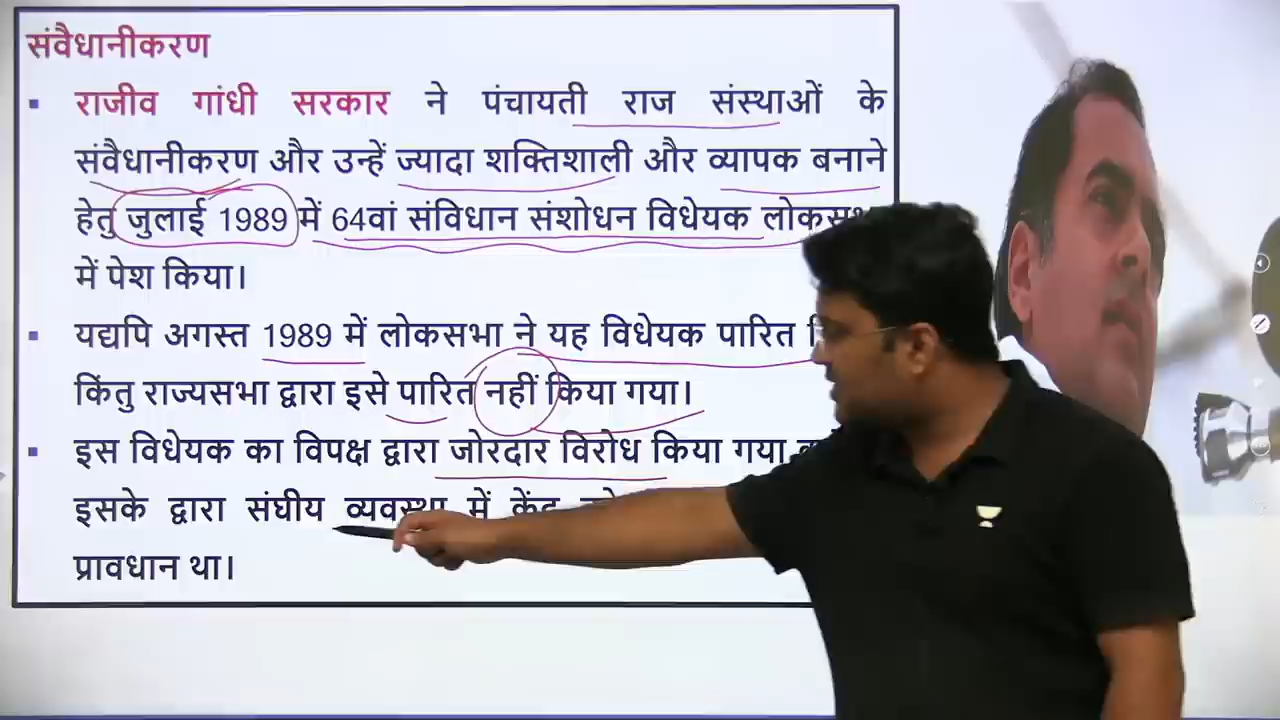 संवैधानीकरण
▪ राजीव गांधी सरकार ने पंचायती राज संस्थाओं के
संवैधानीकरण और उन्हें ज्यादा शक्तिशाली और व्यापक बनाने
हेतु जुलाई 1989 में 64वां संविधान संशोधन विधेयक
में पेश किया।
▪ यद्यपि अगस्त 1989 में लोकसभा ने यह विधेयक पारित
किंतु राज्यसभा द्वारा इसे पारित नहीं किया गया।
▪ इस विधेयक का विपक्ष द्वारा जोरदार विरोध किया गया
इसके द्वारा संघीय व्यवस्था में केंद्र
प्रावधान था।